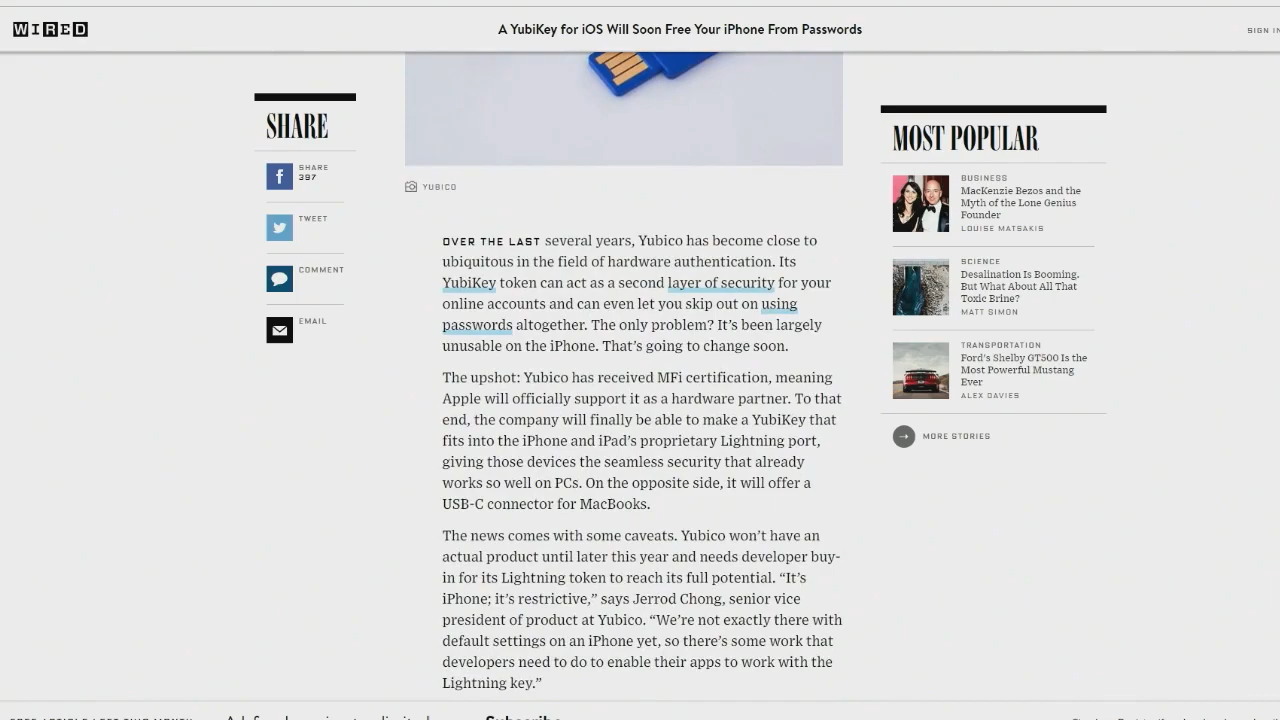 WIRED
A YubiKey for iOS Will Soon Free Your iPhone From Passwords
SIGN IN
SHARE
SHARE
397
TWEET
COMMENT
EMAIL
YUBICO
OVER THE LAST several years, Yubico has become close to
ubiquitous in the field of hardware authentication. Its
YubiKey token can act as a second layer of security for your
online accounts and can even let you skip out on using
passwords altogether. The only problem? It’s been largely
unusable on the iPhone. That’s going to change soon.
The upshot: Yubico has received MFi certification, meaning
Apple will officially support it as a hardware partner. To that
end, the company will finally be able to make a YubiKey that
fits into the iPhone and iPad’s proprietary Lightning port,
giving those devices the seamless security that already
works so well on PCs. On the opposite side, it will offer a
USB-C connector for MacBooks.
The news comes with some caveats. Yubico won’t have an
actual product until later this year and needs developer buy-
in for its Lightning token to reach its full potential. “It’s
iPhone; it’s restrictive,” says Jerrod Chong, senior vice
president of product at Yubico. “We’re not exactly there with
default settings on an iPhone yet, so there’s some work that
developers need to do to enable their apps to work with the
Lightning key.”
MOST POPULAR
BUSINESS
MacKenzie Bezos and the
Myth of the Lone Genius
Founder
LOUISE MATSAKIS
SCIENCE
Desalination Is Booming.
But What About All That
Toxic Brine?
MATT SIMON
TRANSPORTATION
Ford’s Shelby GT500 Is the
Most Powerful Mustang
Ever
ALEX DAVIES
MORE STORIES
Subscribe